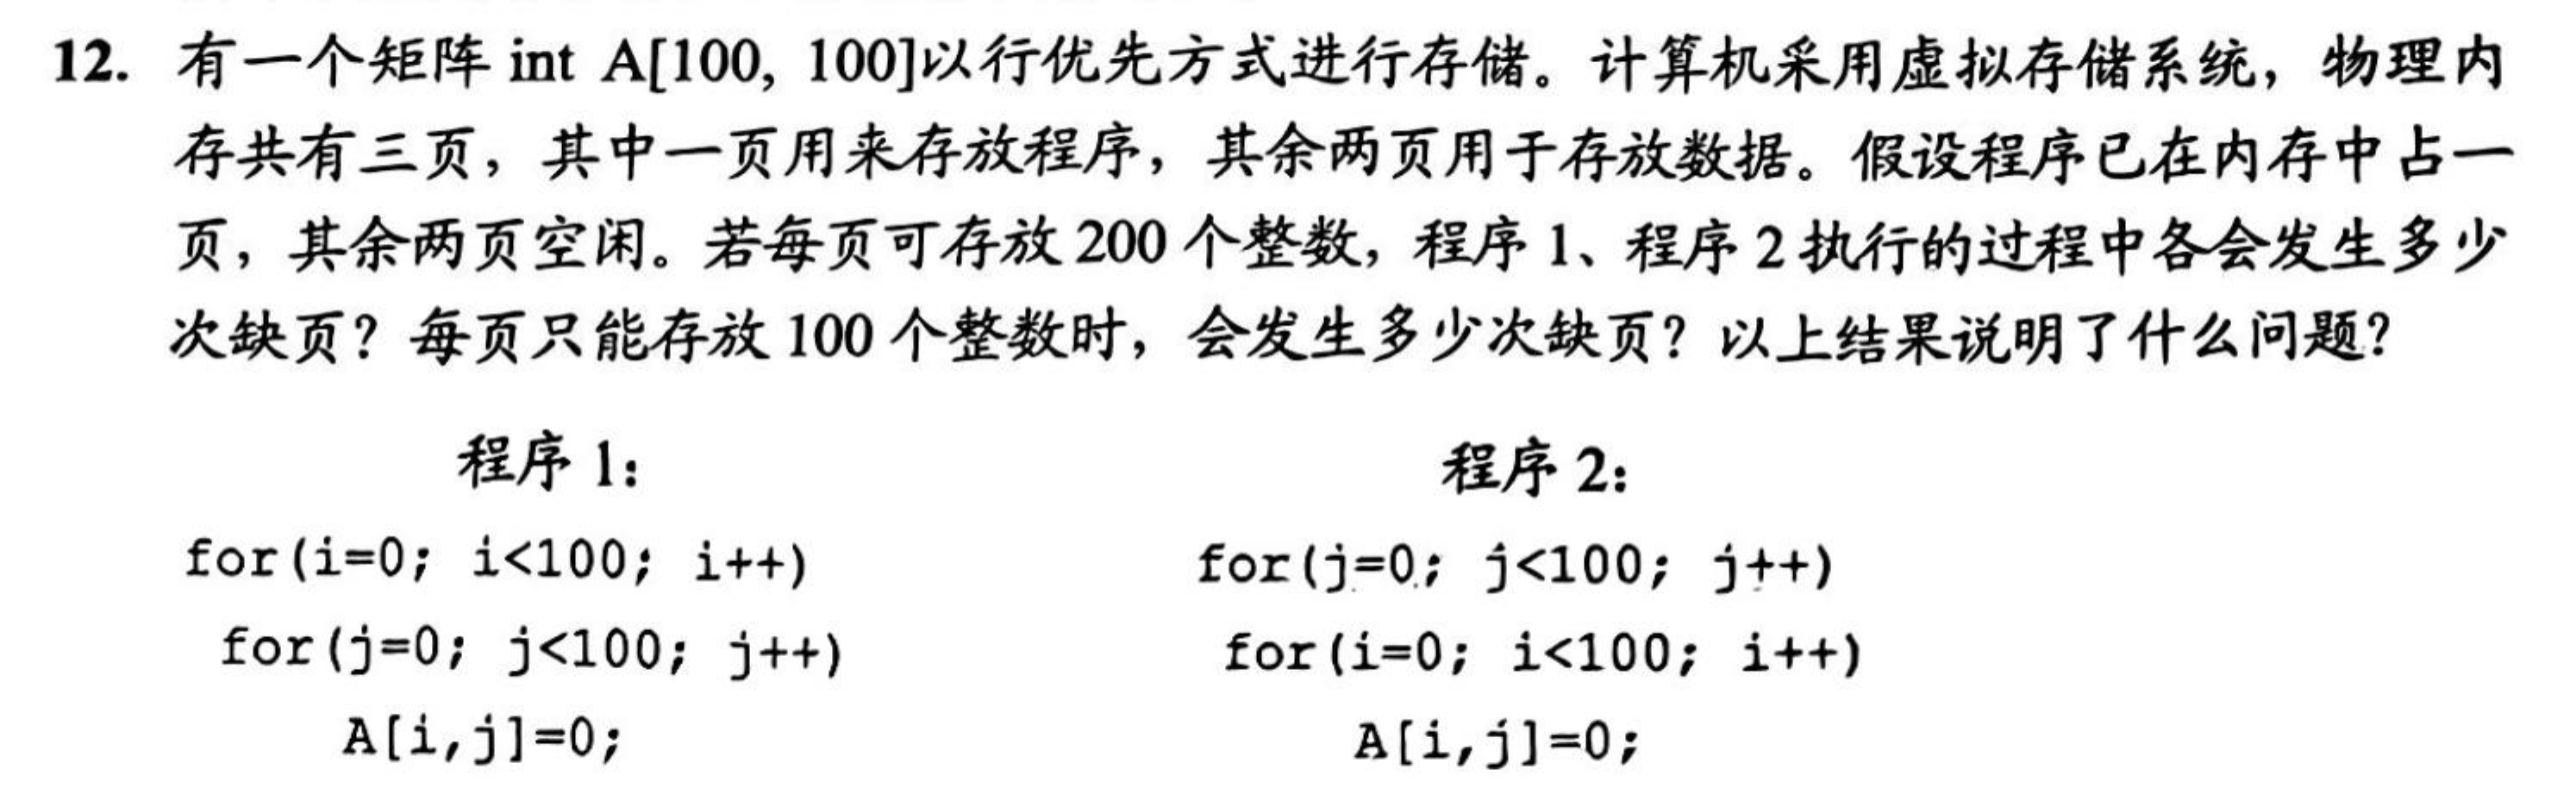 12. 有一个矩阵 int A[100, 100]以行优先方式进行存储。计算机采用虚拟存储系统，物理内
存共有三页，其中一页用来存放程序，其余两页用于存放数据。假设程序已在内存中占一
页，其余两页空闲。若每页可存放 200 个整数，程序 1、程序 2 执行的过程中各会发生多少
次缺页？每页只能存放 100 个整数时，会发生多少次缺页？以上结果说明了什么问题？
程序 1：
程序 2：
for(i=0; i<100; i++)
for(j=0; j<100; j++)
for(j=0; j<100; j++)
for(i=0; i<100; i++)
A[i,j]=0;
A[i,j]=0;